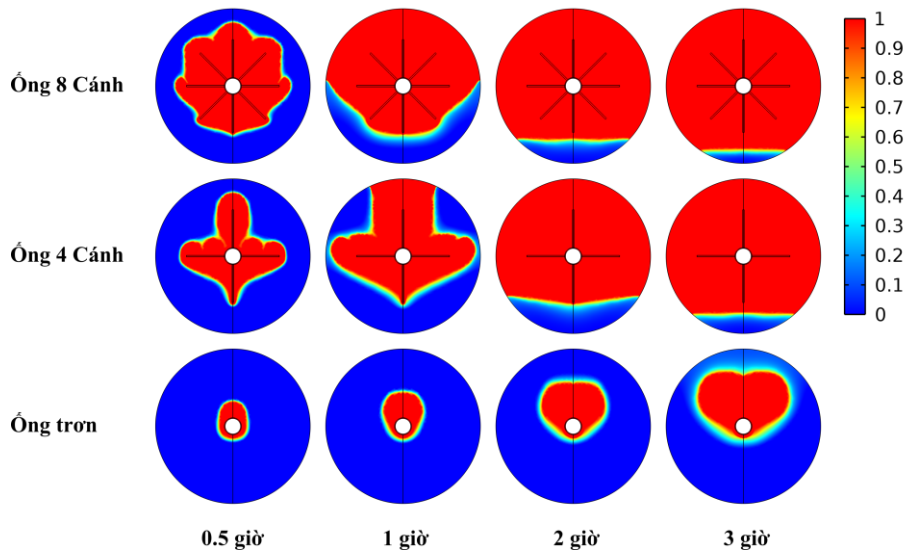 Ống 8 Cánh
Ống 4 Cánh
Ống trơn
0.5 giờ
1 giờ
2 giờ
3 giờ
1
0.9
0.8
0.7
0.6
0.5
0.4
0.3
0.2
0.1
0